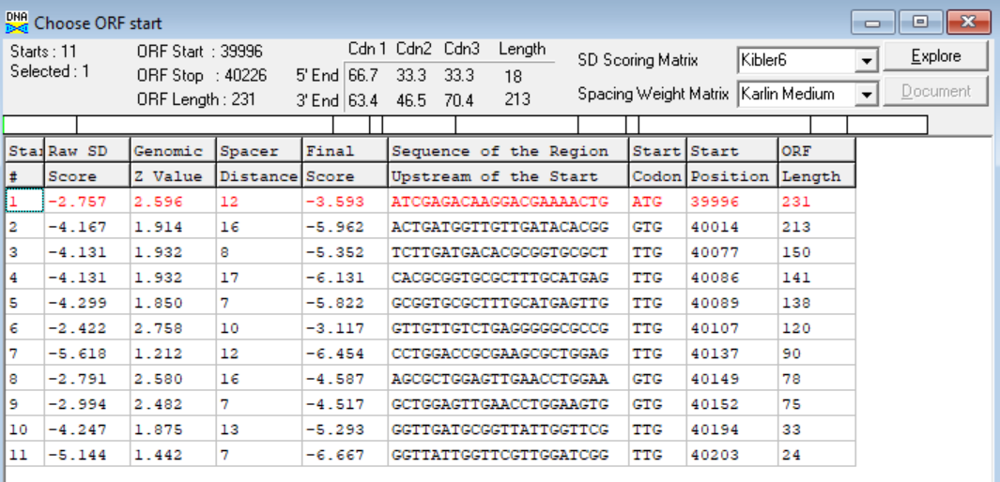 DNA Choose ORF start
Starts : 11 ORF Start : 39996 Cdn 1 Cdn2 Cdn3 Length SD Scoring Matrix Kibler6 Explore
Selected : 1 ORF Stop : 40226 5' End 66.7 33.3 33.3 18
ORF Length : 231 3' End 63.4 46.5 70.4 213 Spacing Weight Matrix Karlin Medium Document
Star Raw SD Genomic Spacer Final Sequence of the Region Start Start ORF
# Score Z Value Distance Score Upstream of the Start Codon Position Length
1 -2.757 2.596 12 -3.593 ATCGAGACAAGGACGAAAACTG ATG 39996 231
2 -4.167 1.914 16 -5.962 ACTGATGGTTGTTGATACACGG GTG 40014 213
3 -4.131 1.932 8 -5.352 TCTTGATGACACGCGGTGCGCT TTG 40077 150
4 -4.131 1.932 17 -6.131 CACGCGGTGCGCTTTGCATGAG TTG 40086 141
5 -4.299 1.850 7 -5.822 GCGGTGCGCTTTGCATGAGTTG TTG 40089 138
6 -2.422 2.758 10 -3.117 GTTGTTGTCTGAGGGGGCGCCG TTG 40107 120
7 -5.618 1.212 12 -6.454 CCTGGACCGCGAAGCGCTGGAG TTG 40137 90
8 -2.791 2.580 16 -4.587 AGCGCTGGAGTTGAACCTGGAA GTG 40149 78
9 -2.994 2.482 7 -4.517 GCTGGAGTTGAACCTGGAAGTG GTG 40152 75
10 -4.247 1.875 13 -5.293 GGTTGATGCGGTTATTGGTTCG TTG 40194 33
11 -5.144 1.442 7 -6.667 GGTTATTGGTTCGTTGGATCGG TTG 40203 24